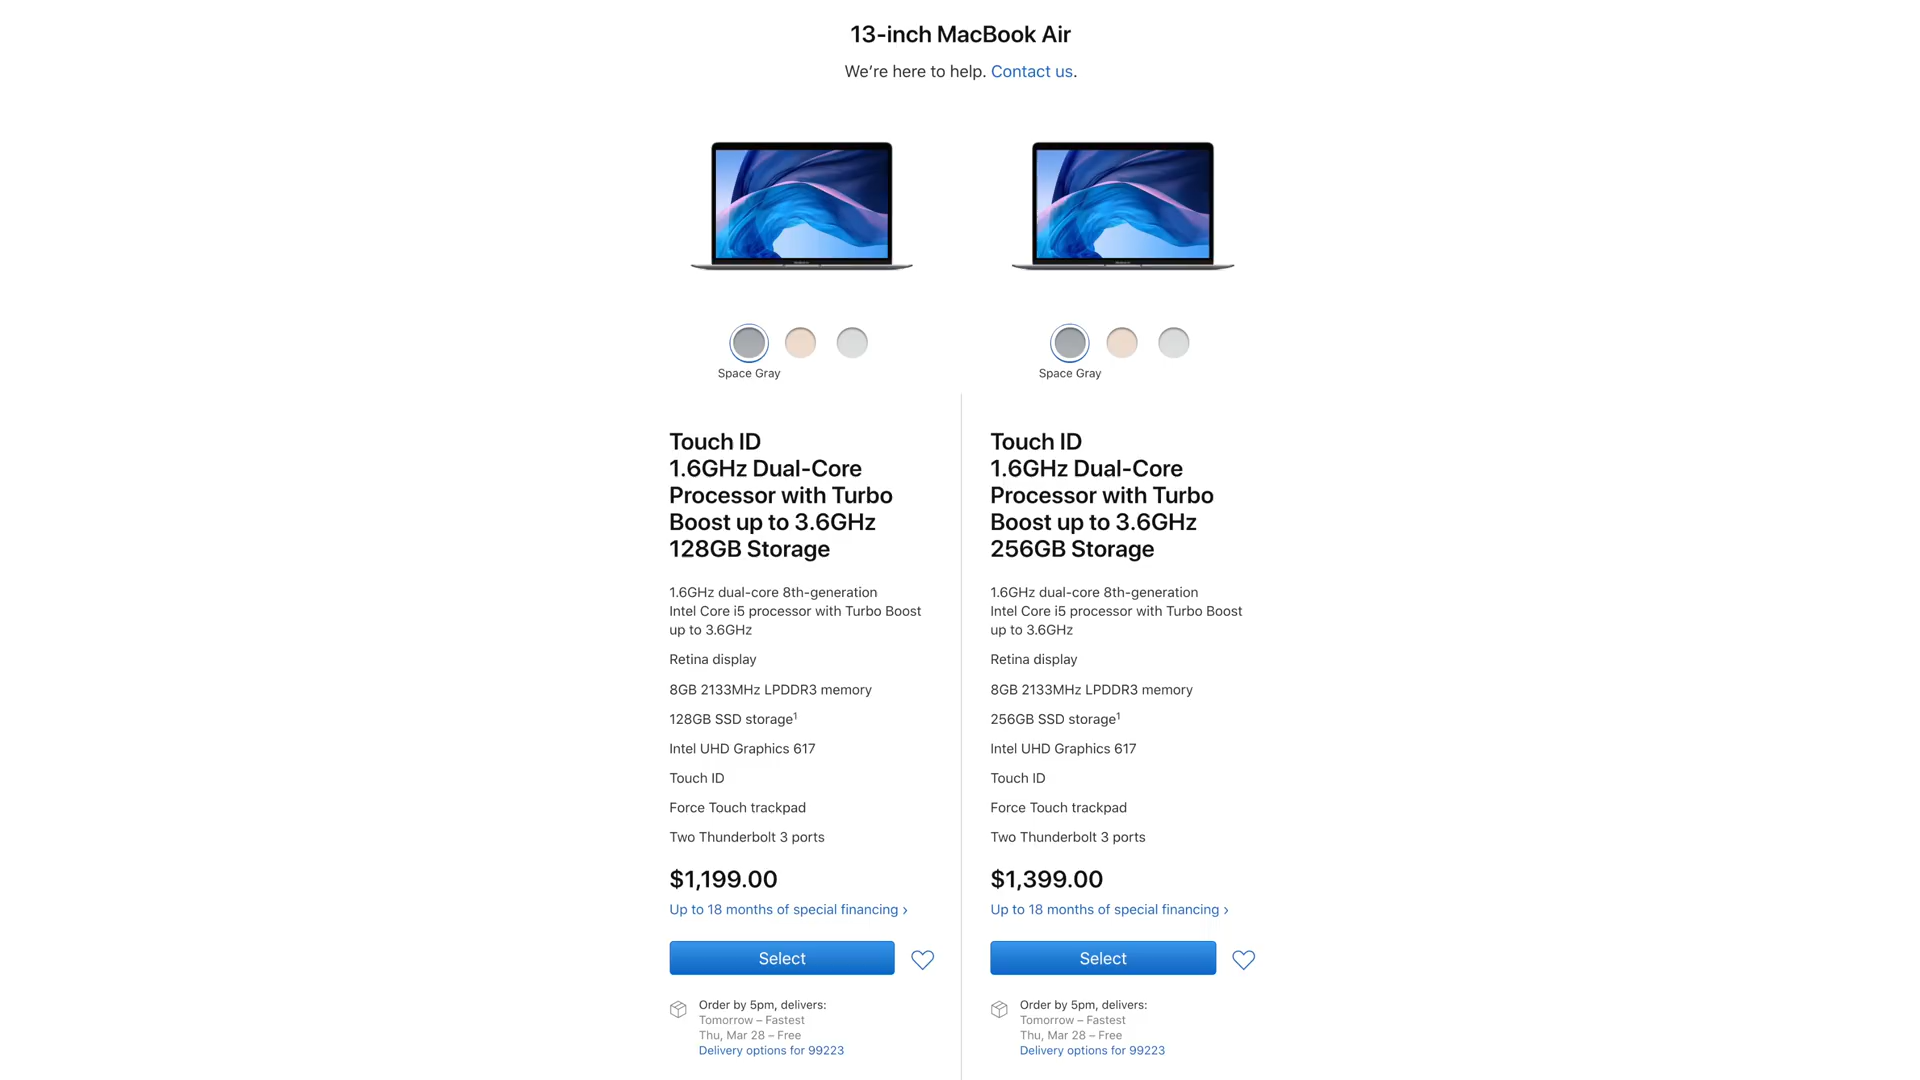 13-inch MacBook Air
We’re here to help. Contact us.
Space Gray
Touch ID
1.6GHz Dual-Core
Processor with Turbo
Boost up to 3.6GHz
128GB Storage
1.6GHz dual-core 8th-generation
Intel Core i5 processor with Turbo Boost
up to 3.6GHz
Retina display
8GB 2133MHz LPDDR3 memory
128GB SSD storage1
Intel UHD Graphics 617
Touch ID
Force Touch trackpad
Two Thunderbolt 3 ports
$1,199.00
Up to 18 months of special financing ›
Select
Order by 5pm, delivers:
Tomorrow – Fastest
Thu, Mar 28 – Free
Delivery options for 99223
Space Gray
Touch ID
1.6GHz Dual-Core
Processor with Turbo
Boost up to 3.6GHz
256GB Storage
1.6GHz dual-core 8th-generation
Intel Core i5 processor with Turbo Boost
up to 3.6GHz
Retina display
8GB 2133MHz LPDDR3 memory
256GB SSD storage1
Intel UHD Graphics 617
Touch ID
Force Touch trackpad
Two Thunderbolt 3 ports
$1,399.00
Up to 18 months of special financing ›
Select
Order by 5pm, delivers:
Tomorrow – Fastest
Thu, Mar 28 – Free
Delivery options for 99223